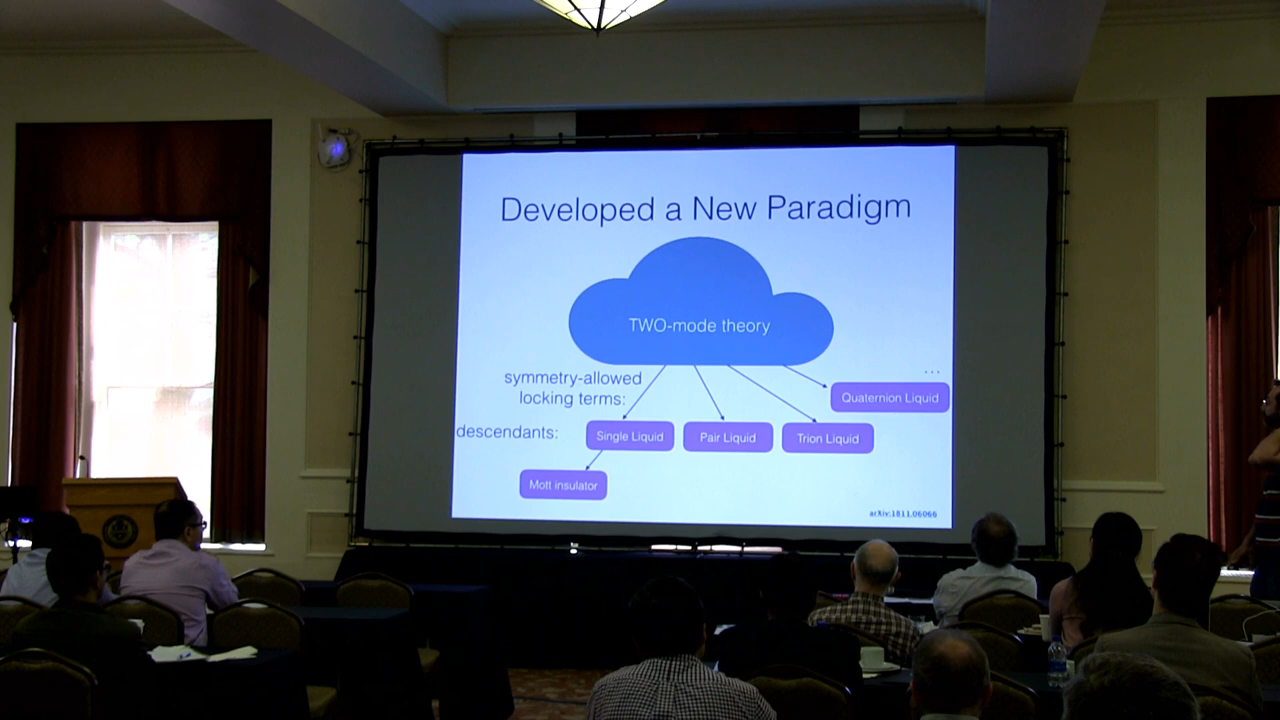 Developed a New Paradigm
TWO-mode theory
symmetry-allowed
locking terms:
...
Quaternion Liquid
descendants:
Single Liquid
Pair Liquid
Trion Liquid
Mott insulator
arXiv:1811.06066